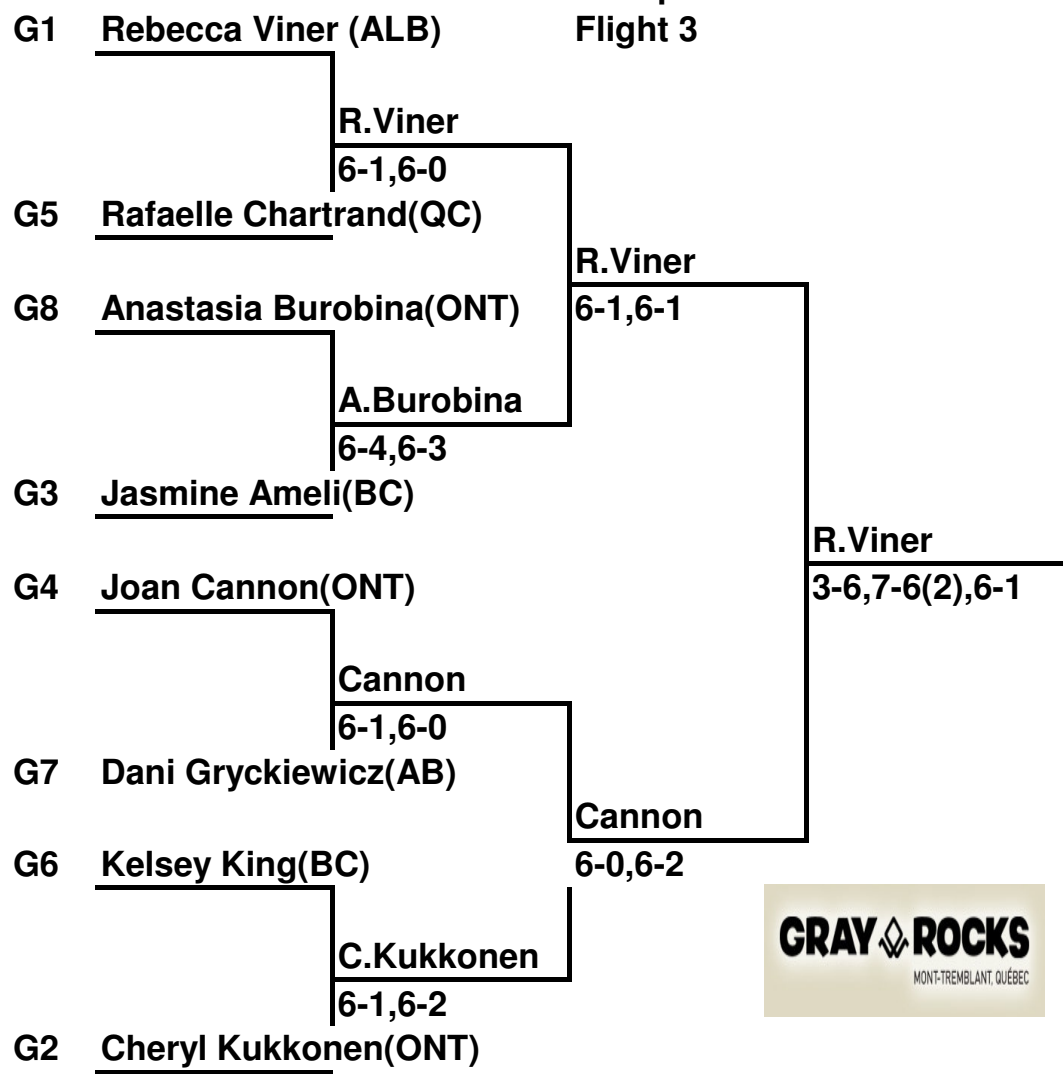 G1 Rebecca Viner (ALB) Flight 3
R.Viner
6-1,6-0
G5 Rafaelle Chartrand(QC)
R.Viner
G8 Anastasia Burobina(ONT) 6-1,6-1
A.Burobina
6-4,6-3
G3 Jasmine Ameli(BC)
R.Viner
G4 Joan Cannon(ONT) 3-6,7-6(2),6-1
Cannon
6-1,6-0
G7 Dani Gryckiewicz(AB)
Cannon
G6 Kelsey King(BC) 6-0,6-2
GRAY ROCKS
C.Kukkonen
MONT-TREMBLANT, QUÉBEC
6-1,6-2
G2 Cheryl Kukkonen(ONT)